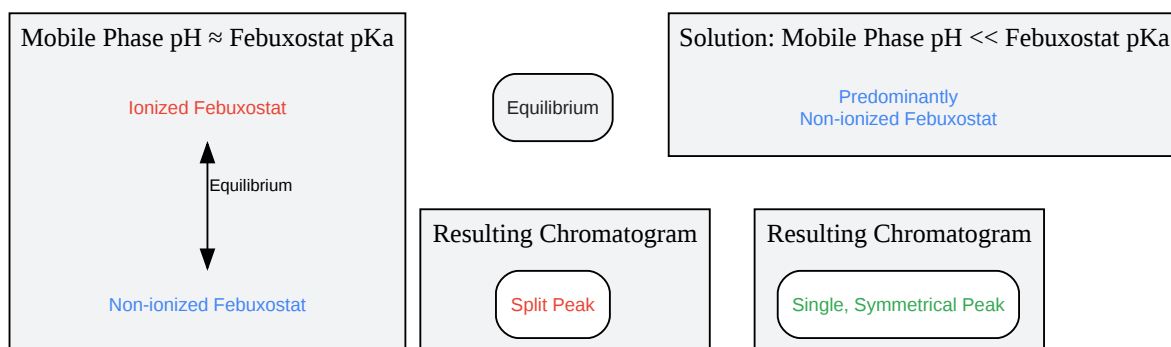 Mobile Phase pH ≈ Febuxostat pKa
Ionized Febuxostat
Equilibrium
Non-ionized Febuxostat
Equilibrium
Solution: Mobile Phase pH << Febuxostat pKa
Predominantly
Non-ionized Febuxostat
Resulting Chromatogram
Split Peak
Resulting Chromatogram
Single, Symmetrical Peak